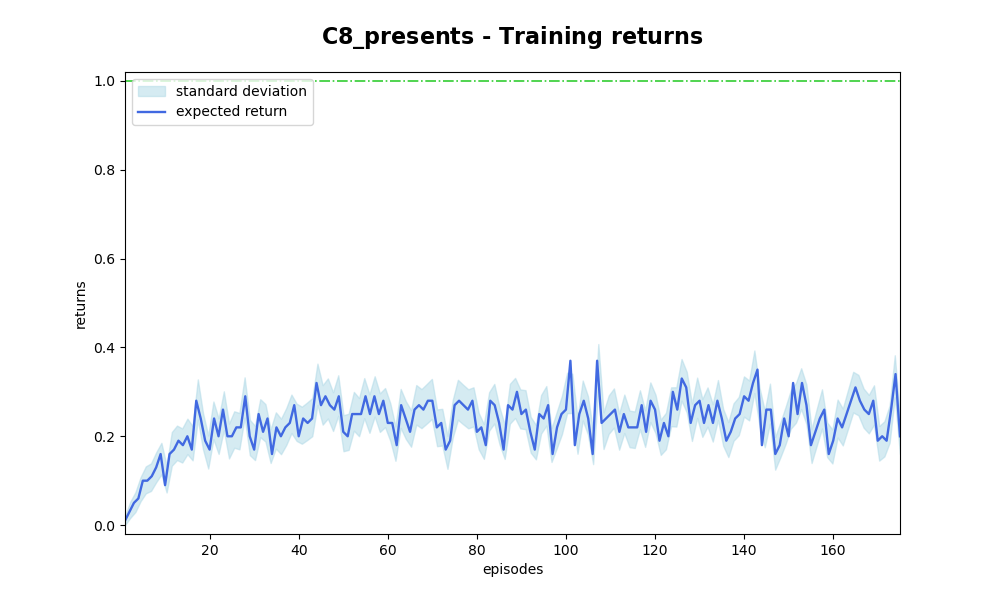 C8_presents - Training returns
standard deviation
expected return
1.0
0.8
0.6
0.4
0.2
0.0
returns
20 40 60 80 100 120 140 160
episodes